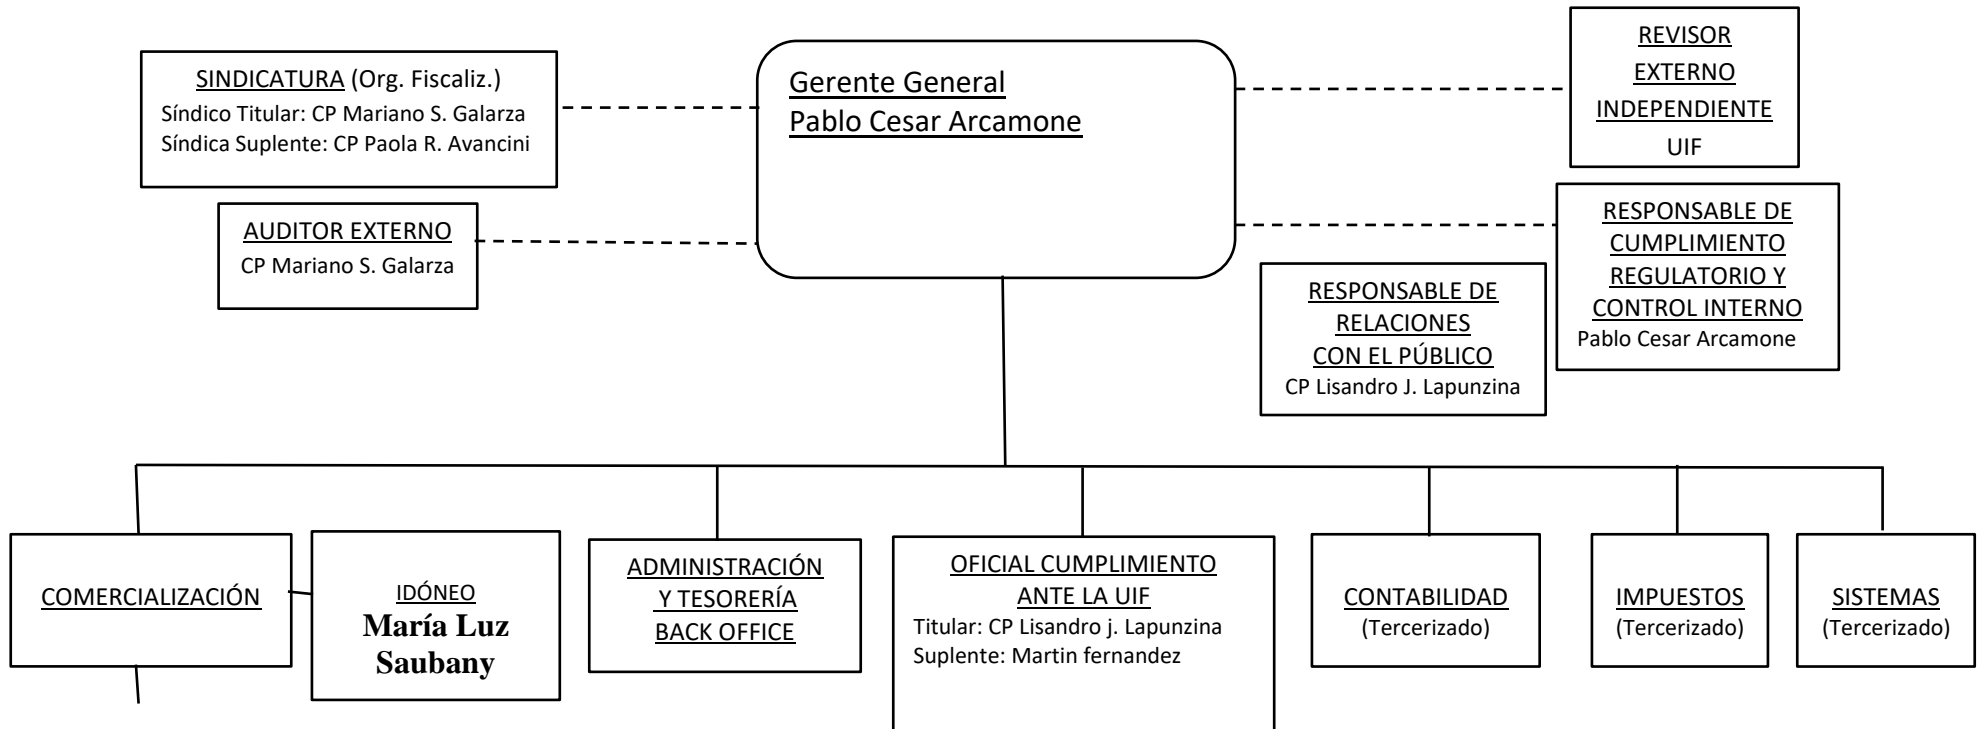 SINDICATURA (Org. Fiscaliz.)
Síndico Titular: CP Mariano S. Galarza
Síndica Suplente: CP Paola R. Avancini
AUDITOR EXTERNO
CP Mariano S. Galarza
Gerente General
Pablo Cesar Arcamone
REVISOR
EXTERNO
INDEPENDIENTE
UIF
RESPONSABLE DE
CUMPLIMIENTO
REGULATORIO Y
CONTROL INTERNO
Pablo Cesar Arcamone
RESPONSABLE DE
RELACIONES
CON EL PÚBLICO
CP Lisandro J. Lapunzina
COMERCIALIZACIÓN
IDÓNEO
María Luz
Saubany
ADMINISTRACIÓN
Y TESORERÍA
BACK OFFICE
OFICIAL CUMPLIMIENTO
ANTE LA UIF
Titular: CP Lisandro j. Lapunzina
Suplente: Martin fernandez
CONTABILIDAD
(Tercerizado)
IMPUESTOS
(Tercerizado)
SISTEMAS
(Tercerizado)